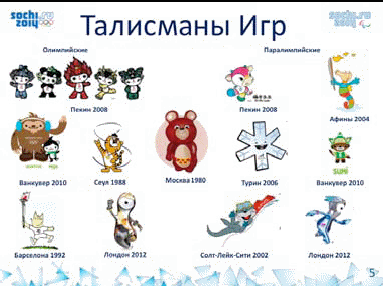 sochi.ru
2014
Талисманы Игр
sochi.ru
2014
Олимпийские
Паралимпийские
Пекин 2008
Пекин 2008
Афины 2004
Ванкувер 2010
Сеул 1988
Москва 1980
Турин 2006
SUMI
Ванкувер 2010
Барселона 1992
Лондон 2012
Солт-Лейк-Сити 2002
Лондон 2012
5